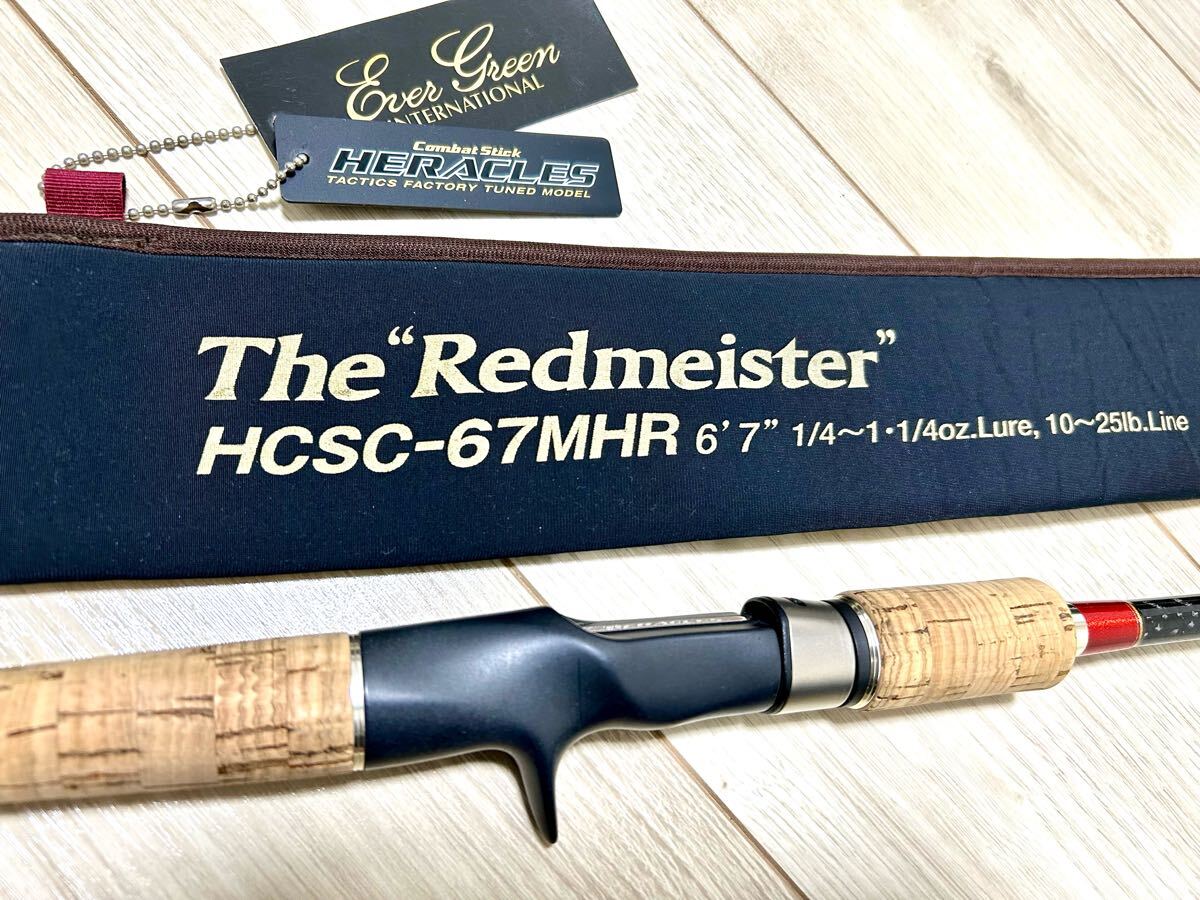 Ever Green
INTERNATIONAL
Combat Stick
HERACLES
TACTICS FACTORY TUNED MODEL
The "Redmeister"
HCSC-67MHR 6'7" 1/4～1・1/4oz.Lure, 10～25lb.Line
HERACLES